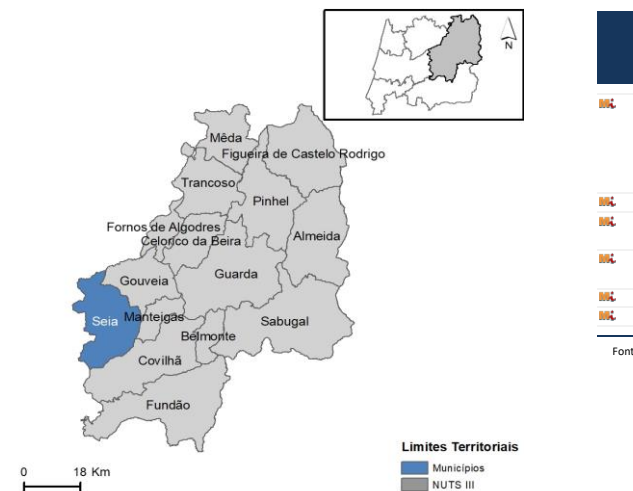 N
Mêda
Figueira de Castelo Rodrigo
Trancoso
Pinhel
Fornos de Algodres
Celorico da Beira
Almeida
Guarda
Gouveia
Seia
Manteigas
Sabugal
Belmonte
Covilhã
Fundão
Limites Territoriais
0 18 Km
Municípios
NUTS III
Font